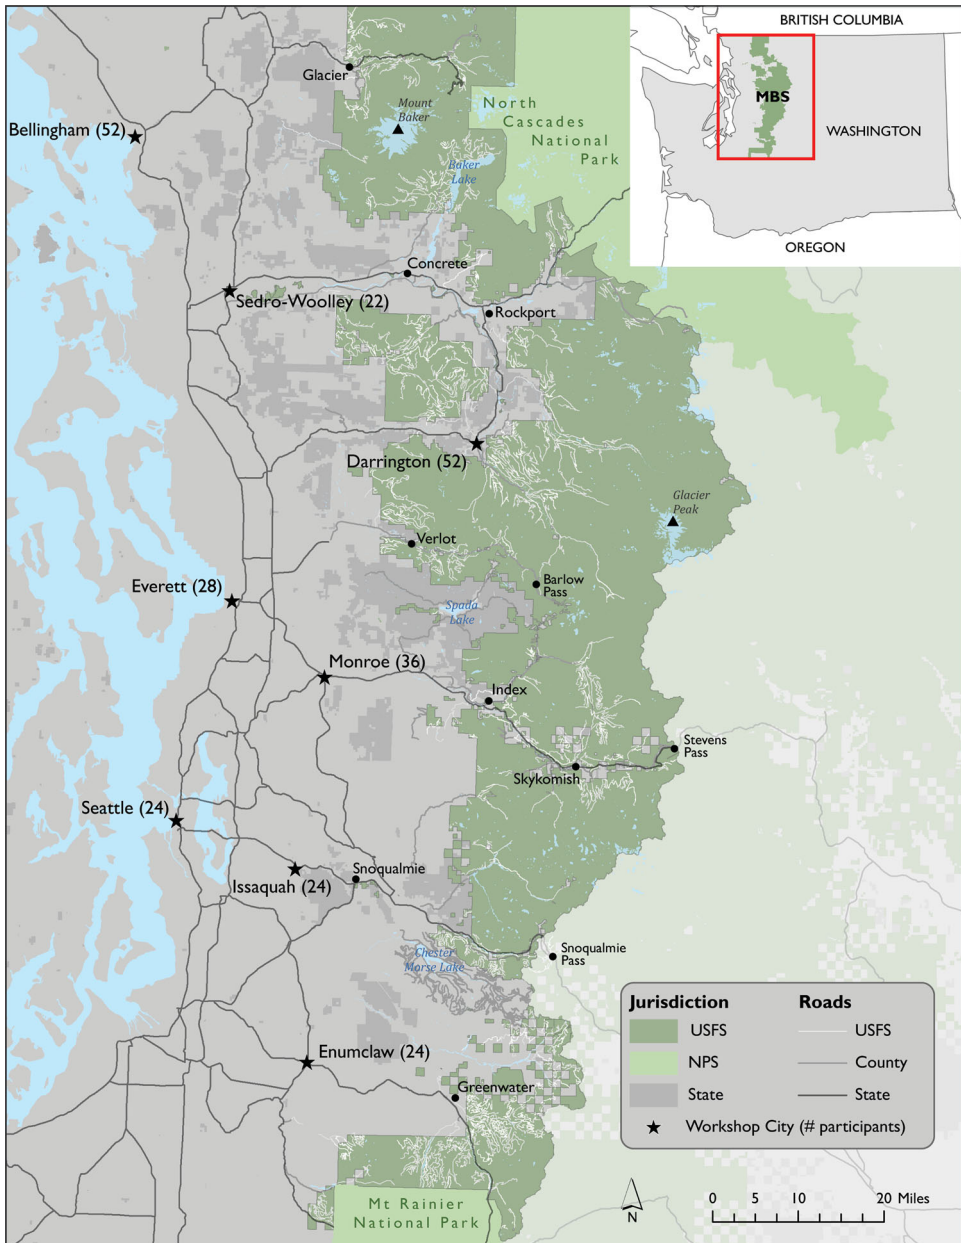 BRITISH COLUMBIA
MBS
WASHINGTON
OREGON
Glacier
Mount
Baker
North
Cascades
National
Park
Bellingham (52)
Baker
Lake
Concrete
Sedro-Woolley (22)
Rockport
Darrington (52)
Glacier
Peak
Verlot
Barlow
Pass
Everett (28)
Spada
Lake
Monroe (36)
Index
Stevens
Pass
Skykomish
Seattle (24)
Issaquah (24)
Snoqualmie
Chester
Morse Lake
Snoqualmie
Pass
Enumclaw (24)
Greenwater
Mt Rainier
National Park
Jurisdiction Roads
USFS USFS
NPS County
State State
Workshop City (# participants)
N
0 5 10 20 Miles